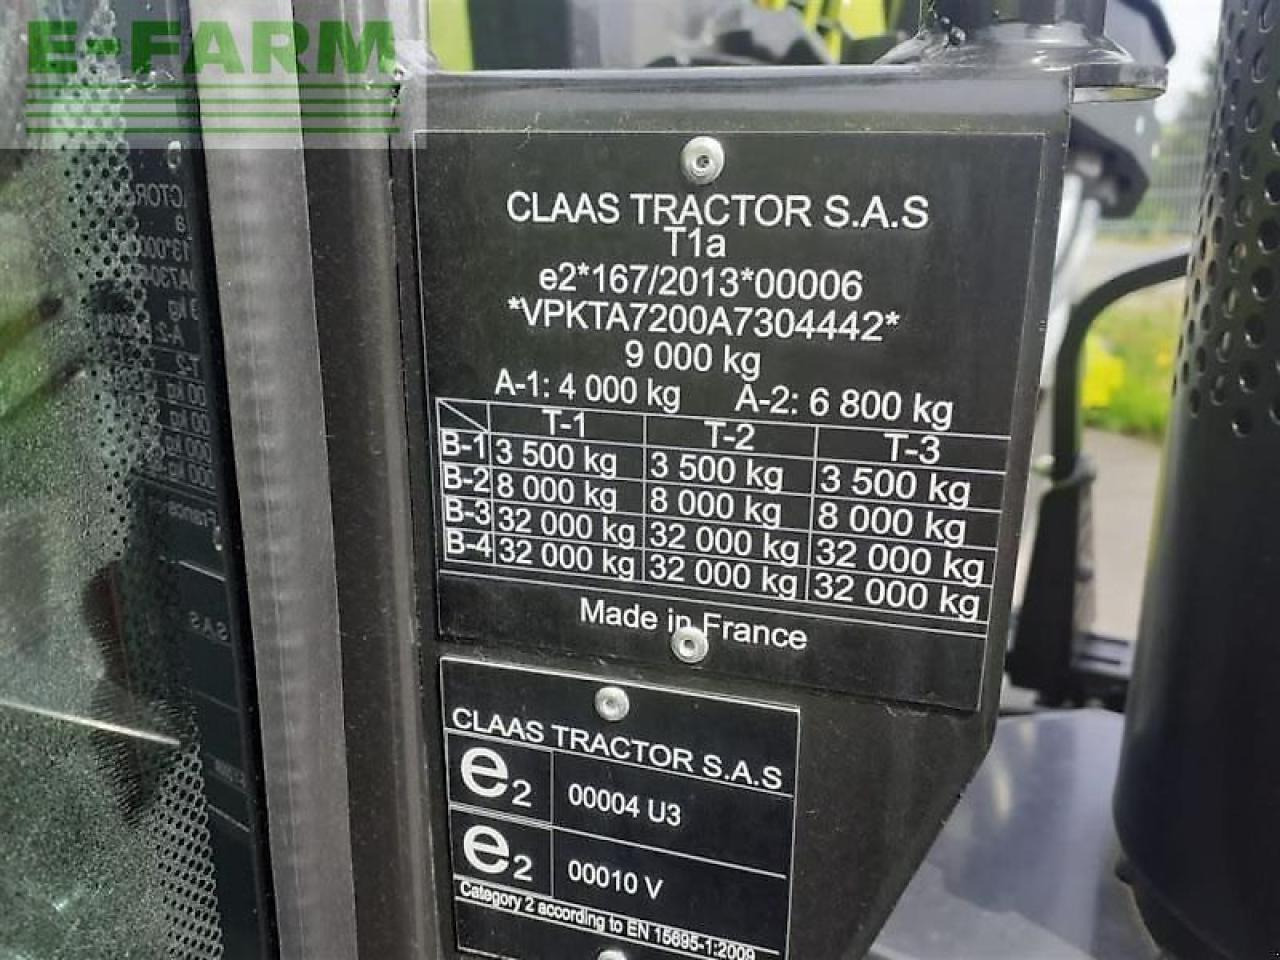 E-FARM
CLAAS TRACTOR S.A.S
T1a
e2*167/2013*00006
*VPKTA7200A7304442*
9 000 kg
A-1: 4 000 kg A-2: 6 800 kg
T-1 T-2 T-3
B-1 3 500 kg 3 500 kg 3 500 kg
B-2 8 000 kg 8 000 kg 8 000 kg
B-3 32 000 kg 32 000 kg 32 000 kg
B-4 32 000 kg 32 000 kg 32 000 kg
Made in France
CLAAS TRACTOR S.A.S
e2 00004 U3
e2 00010 V
Category 2 according to EN 15695-1:2009